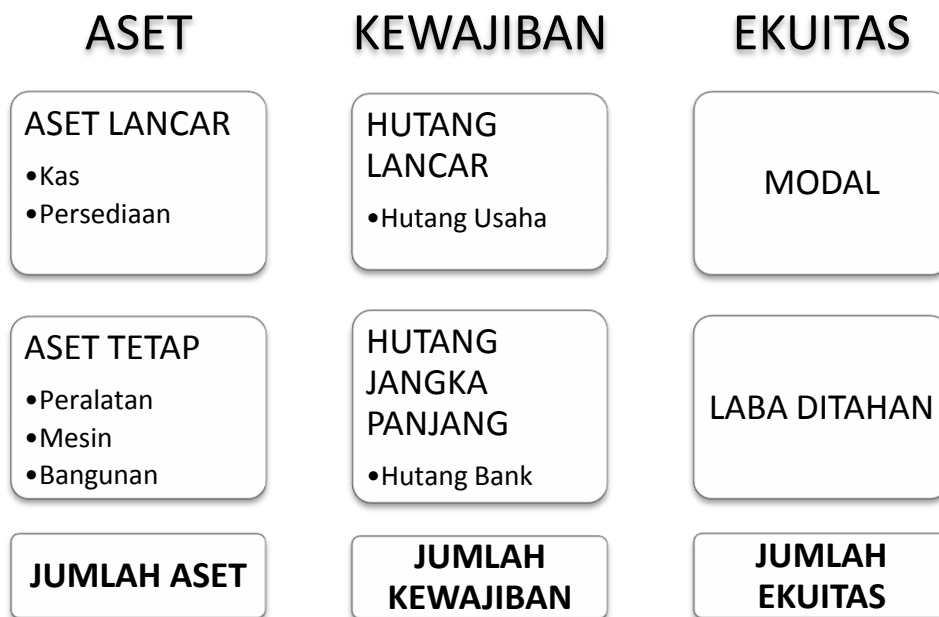 ASET
KEWAJIBAN
EKUITAS
ASET LANCAR
•Kas
•Persediaan
HUTANG
LANCAR
•Hutang Usaha
MODAL
ASET TETAP
•Peralatan
•Mesin
•Bangunan
HUTANG
JANGKA
PANJANG
•Hutang Bank
LABA DITAHAN
JUMLAH ASET
JUMLAH
KEWAJIBAN
JUMLAH
EKUITAS